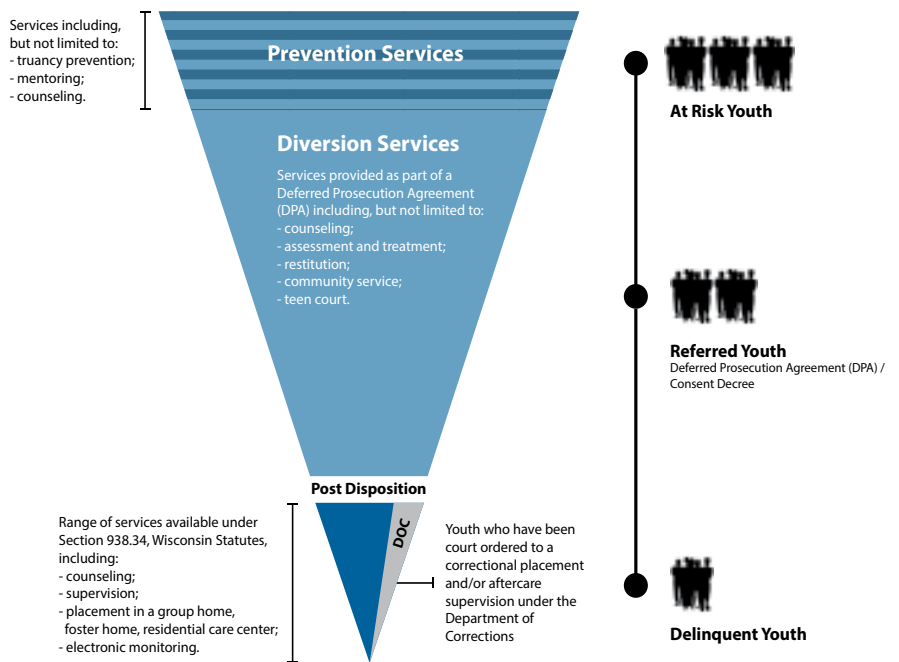 Services including,
but not limited to:
- truancy prevention;
- mentoring;
- counseling.
Prevention Services
At Risk Youth
Diversion Services
Services provided as part of a
Deferred Prosecution Agreement
(DPA) including, but not limited to:
- counseling;
- assessment and treatment;
- restitution;
- community service;
- teen court.
Referred Youth
Deferred Prosecution Agreement (DPA) /
Consent Decree
Post Disposition
Range of services available under
Section 938.34, Wisconsin Statutes,
including:
- counseling;
- supervision;
- placement in a group home,
foster home, residential care center;
- electronic monitoring.
DOC
Youth who have been
court ordered to a
correctional placement
and/or aftercare
supervision under the
Department of
Corrections
Delinquent Youth